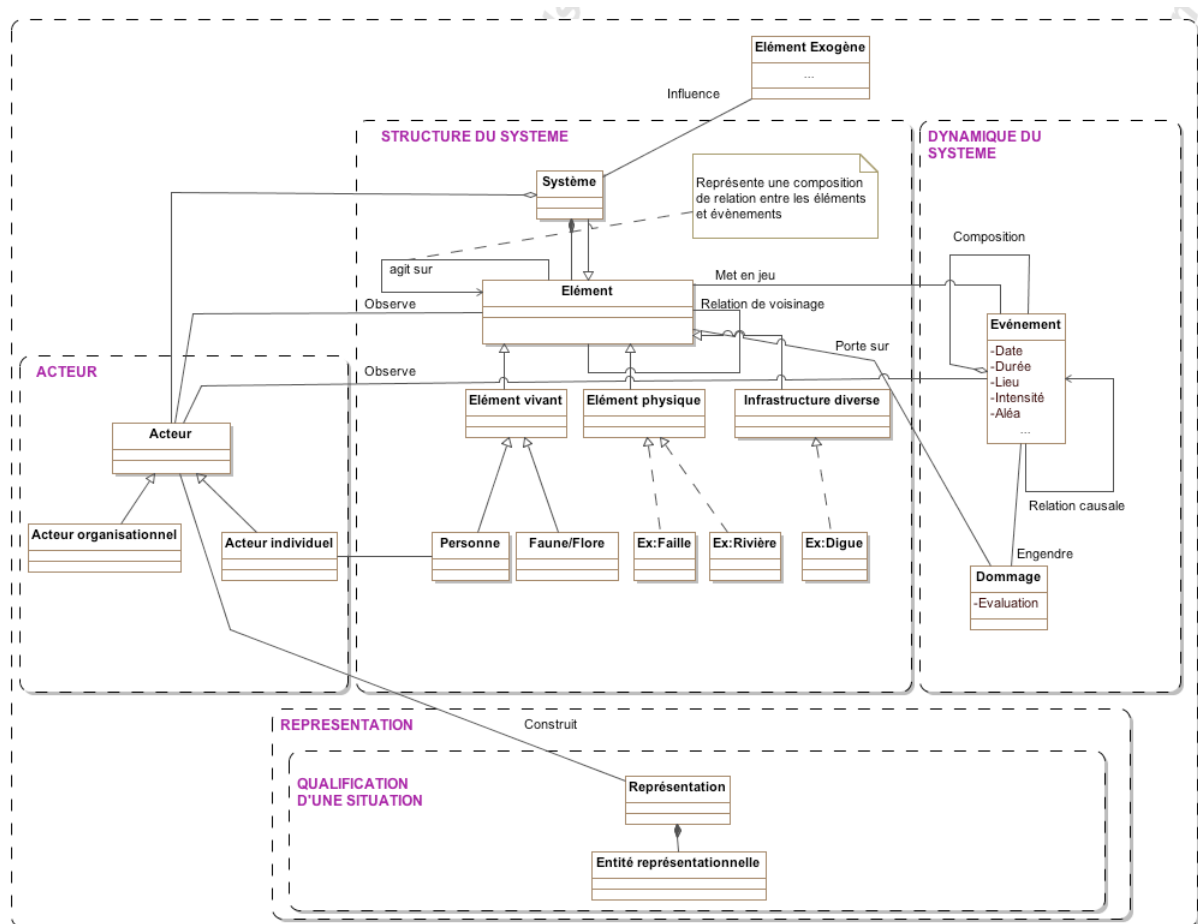 Elément Exogène
...
Influence
STRUCTURE DU SYSTEME
DYNAMIQUE DU
SYSTEME
Système
Représente une composition
de relation entre les éléments
et évènements
Composition
agit sur
Met en jeu
Elément
Observe
Relation de voisinage
Evénement
-Date
-Durée
-Lieu
-Intensité
-Aléa
...
Porte sur
ACTEUR
Observe
Elément vivant
Elément physique
Infrastructure diverse
Acteur
Relation causale
Acteur organisationnel
Acteur individuel
Personne
Faune/Flore
Ex:Faille
Ex:Rivière
Ex:Digue
Engendre
Dommage
-Evaluation
REPRESENTATION
Construit
QUALIFICATION
D'UNE SITUATION
Représentation
Entité représentationnelle